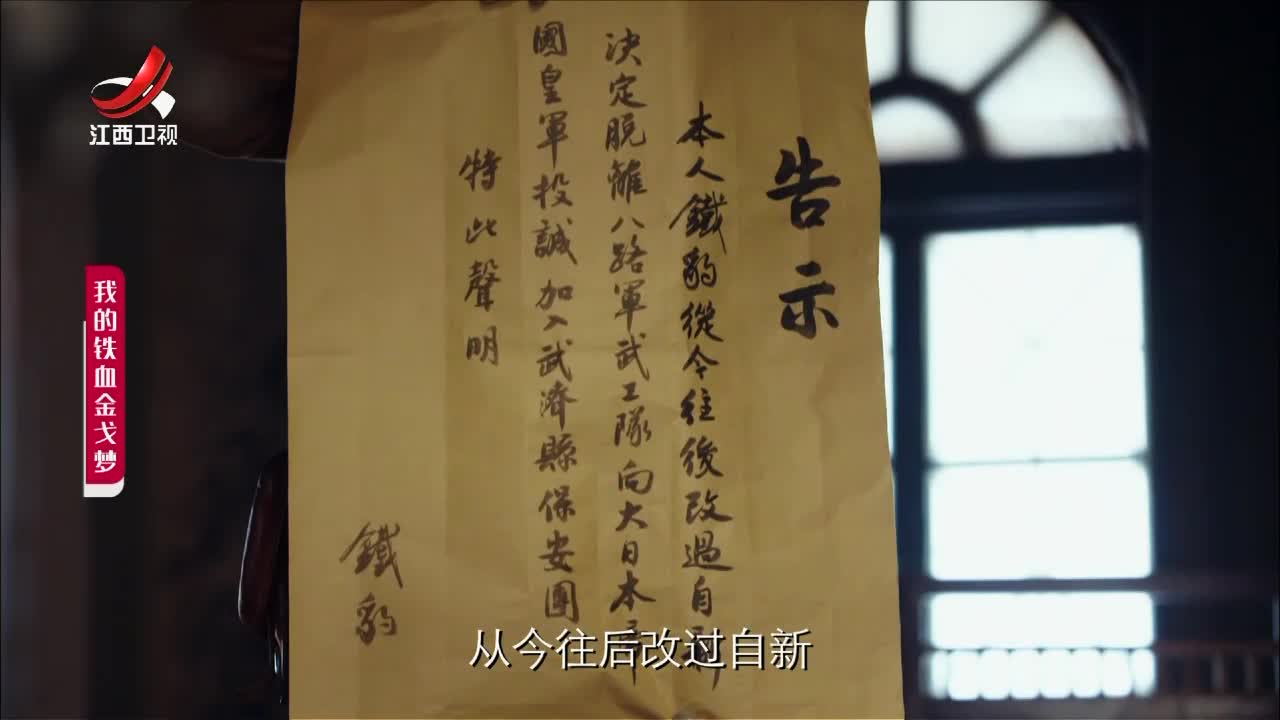 江西卫视
我的铁血金戈梦
告示
本人鐵豹從今往後改過自新
決定脫離八路軍武工隊向大日本帝
國皇軍投誠加入武濟縣保安團
特此聲明
鐵豹
从今往后改过自新